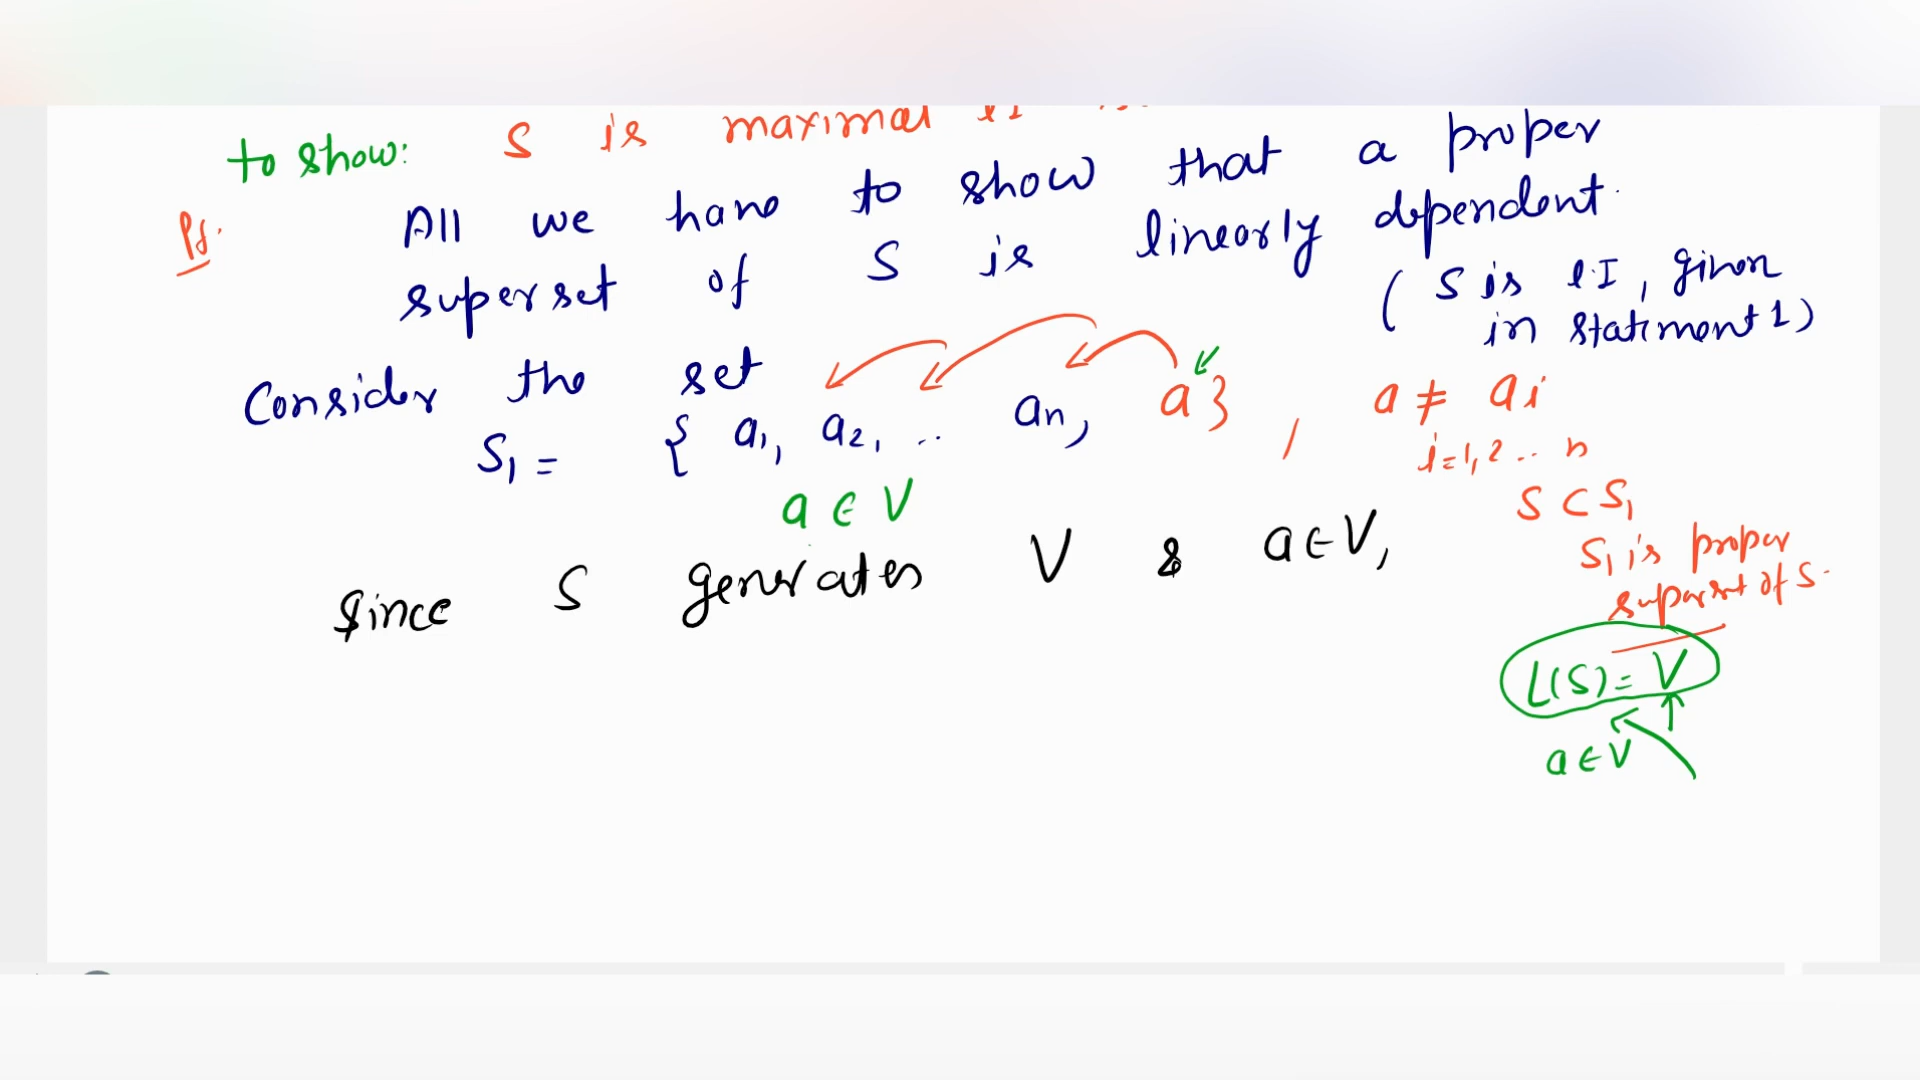 to show: S is maximal lI
Pf. All we have to show that a proper
superset of S is linearly dependent.
( S is l.I, given
in statement 1)
Consider the set
S1 = { a1, a2, .. an, a} , a ≠ ai
i=1,2 .. n
a ∈ V
S ⊂ S1
S1 is proper
superset of S.
Since S generates V & a∈V,
L(S) = V
a ∈ V